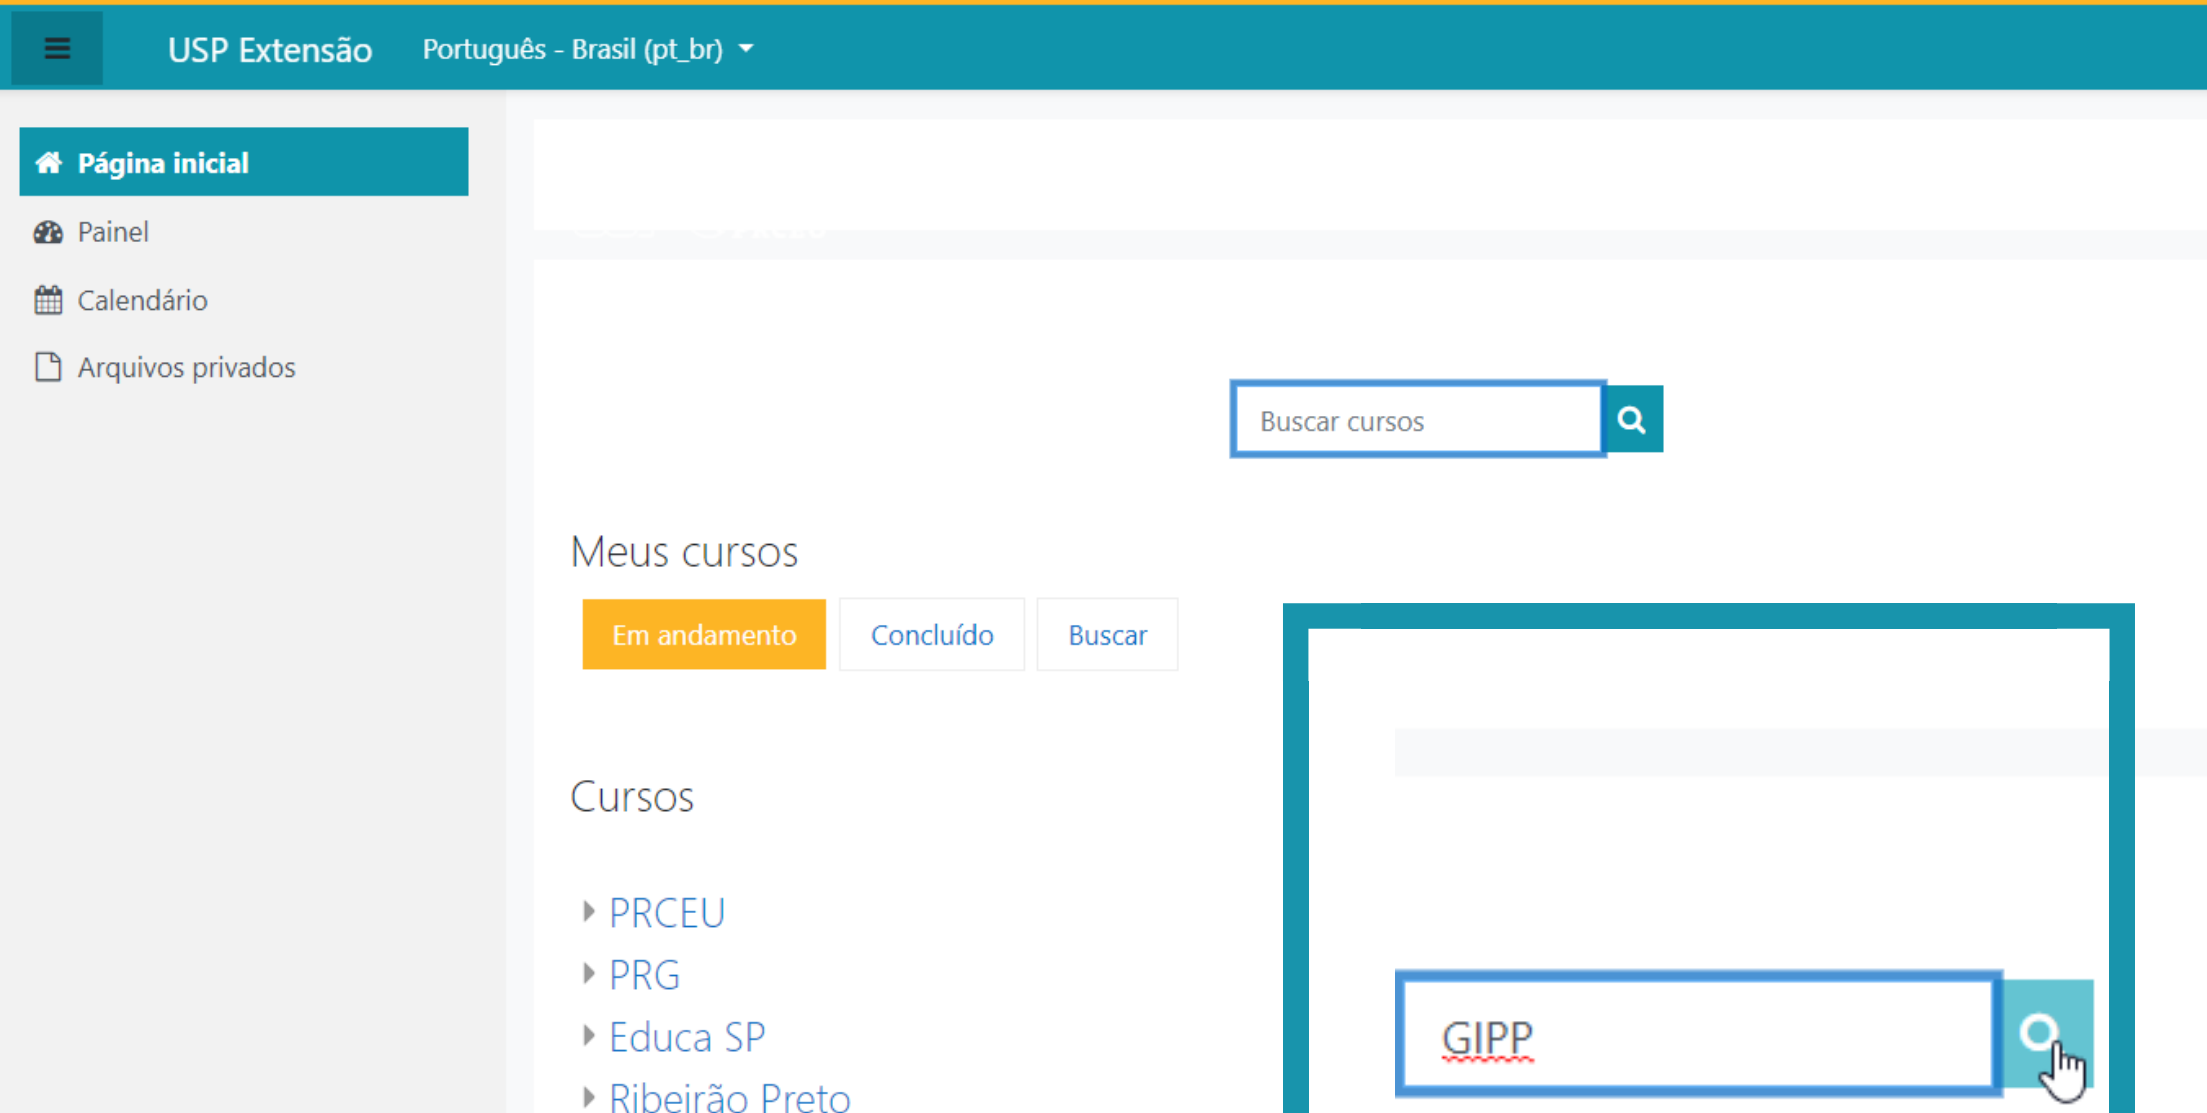 USP Extensão Português - Brasil (pt_br)
Página inicial
Painel
Calendário
Arquivos privados
Buscar cursos
Meus cursos
Em andamento Concluído Buscar
Cursos
PRCEU
PRG
Educa SP
Ribeirão Preto
GIPP